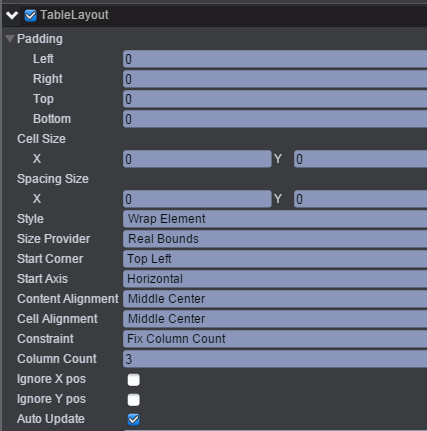 TableLayout
Padding
Left 0
Right 0
Top 0
Bottom 0
Cell Size
X 0 Y 0
Spacing Size
X 0 Y 0
Style Wrap Element
Size Provider Real Bounds
Start Corner Top Left
Start Axis Horizontal
Content Alignment Middle Center
Cell Alignment Middle Center
Constraint Fix Column Count
Column Count 3
Ignore X pos
Ignore Y pos
Auto Update